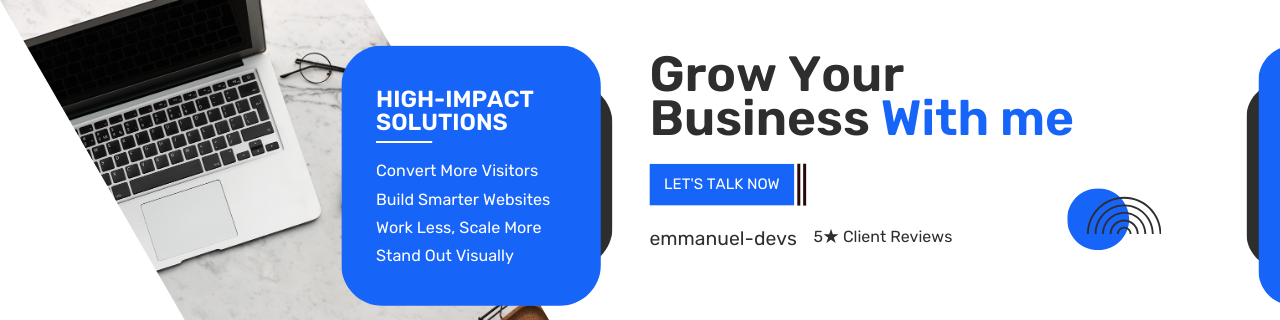 HIGH-IMPACT
SOLUTIONS
Convert More Visitors
Build Smarter Websites
Work Less, Scale More
Stand Out Visually
Grow Your
Business With me
LET'S TALK NOW
emmanuel-devs
5★ Client Reviews